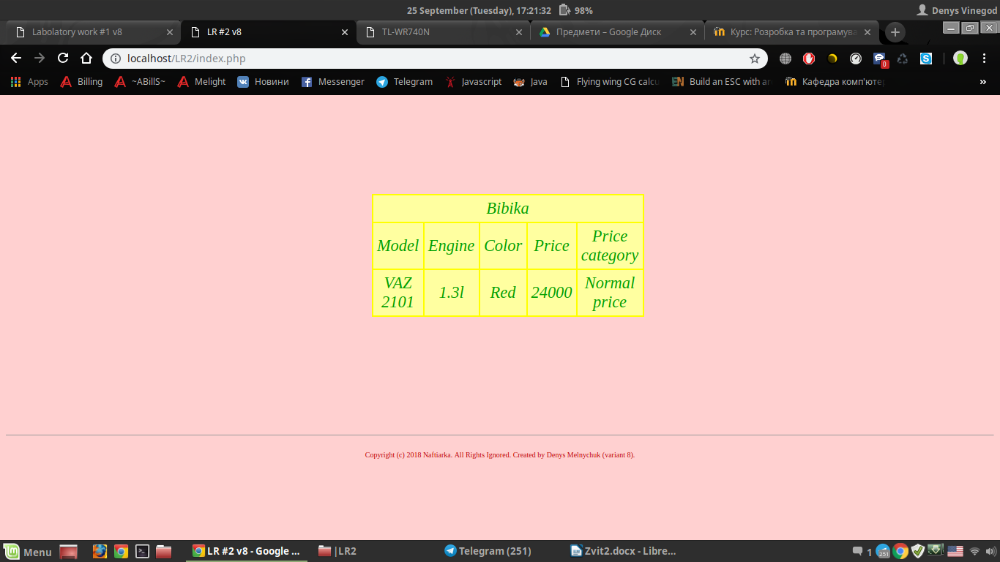 25 September (Tuesday), 17:21:32 98% Denys Vinegod
Labolatory work #1 v8 LR #2 v8 TL-WR740N Предмети – Google Диск Курс: Розробка та програмува
localhost/LR2/index.php 0
Apps Billing ~ABillS~ Melight Новини Messenger Telegram Javascript Java Flying wing CG calcu Build an ESC with an Кафедра комп'ютер »
Bibika
Model Engine Color Price Price
category
VAZ
2101 1.3l Red 24000 Normal
price
Copyright (c) 2018 Naftiarka. All Rights Ignored. Created by Denys Melnychuk (variant 8).
Menu LR #2 v8 - Google ... |LR2 Telegram (251) Zvit2.docx - Libre... 1 251